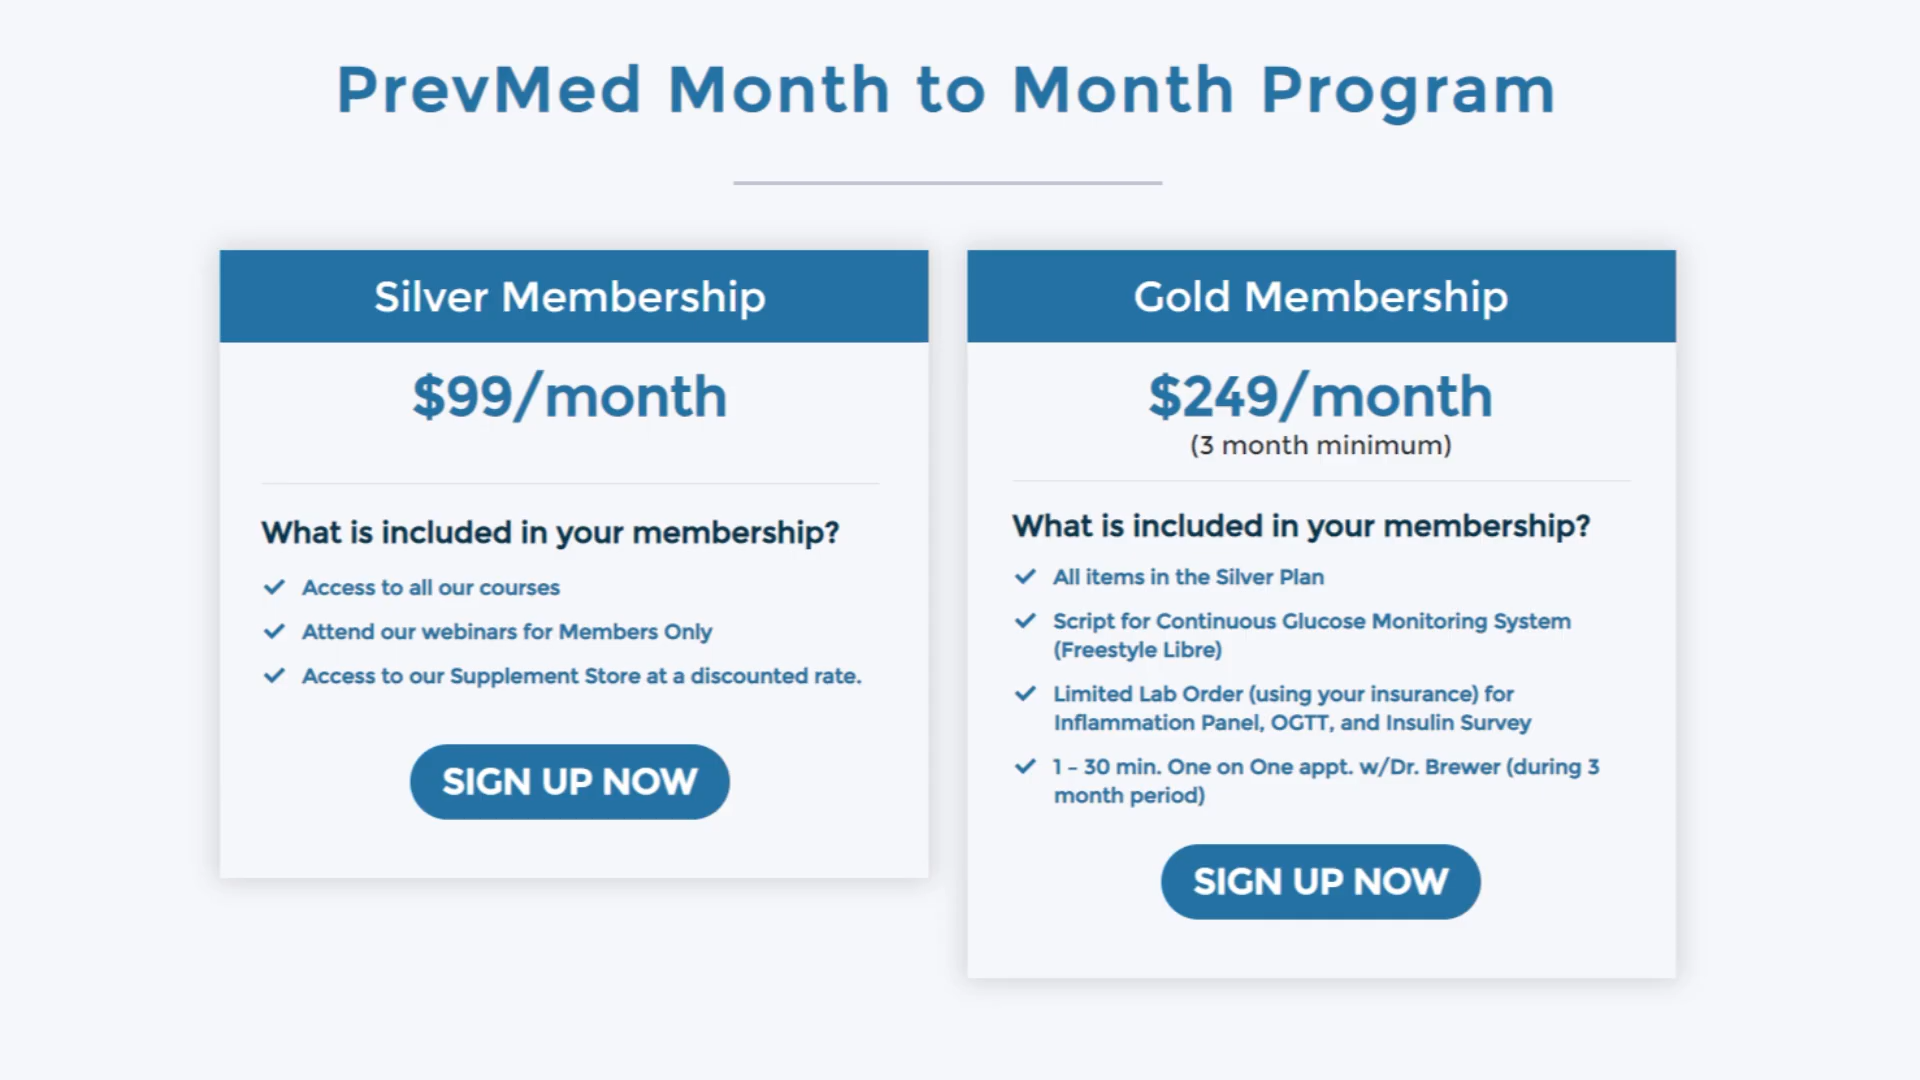 PrevMed Month to Month Program
Silver Membership
$99/month
What is included in your membership?
Access to all our courses
Attend our webinars for Members Only
Access to our Supplement Store at a discounted rate.
SIGN UP NOW
Gold Membership
$249/month
(3 month minimum)
What is included in your membership?
All items in the Silver Plan
Script for Continuous Glucose Monitoring System
(Freestyle Libre)
Limited Lab Order (using your insurance) for
Inflammation Panel, OGTT, and Insulin Survey
1 – 30 min. One on One appt. w/Dr. Brewer (during 3
month period)
SIGN UP NOW